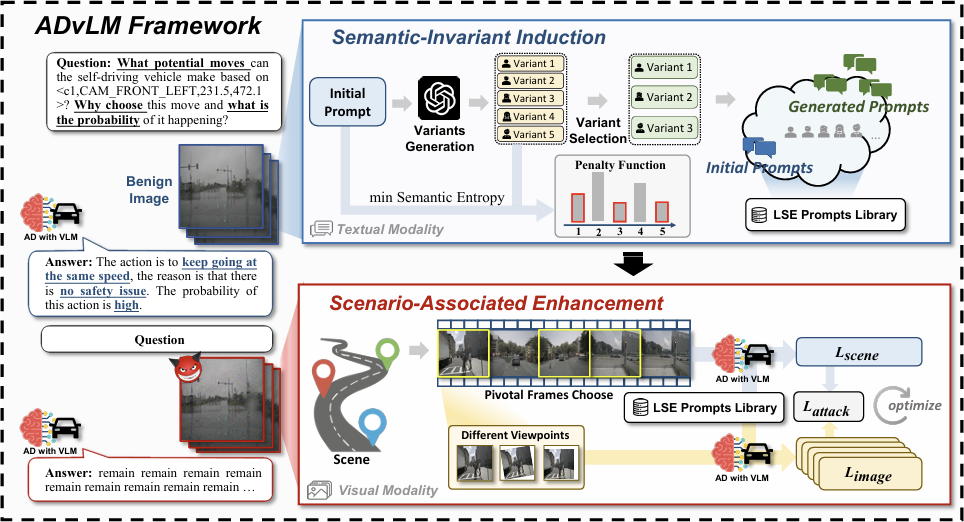 ADvLM Framework
Question: What potential moves can
the self-driving vehicle make based on
<c1,CAM_FRONT_LEFT,231.5,472.1
>? Why choose this move and what is
the probability of it happening?
Benign
Image
AD with VLM
Answer: The action is to keep going at
the same speed, the reason is that there
is no safety issue. The probability of
this action is high.
Question
AD with VLM
Answer: remain remain remain remain
remain remain remain remain remain …
Semantic-Invariant Induction
Initial
Prompt
Variants
Generation
Variant 1
Variant 2
Variant 3
Variant 4
Variant 5
Variant
Selection
Variant 1
Variant 2
Variant 3
Generated Prompts
...
Initial Prompts
LSE Prompts Library
min Semantic Entropy
Penalty Function
1 2 3 4 5
Textual Modality
Scenario-Associated Enhancement
Scene
Pivotal Frames Choose
Different Viewpoints
AD with VLM
LSE Prompts Library
AD with VLM
Lscene
Lattack
optimize
Limage
Visual Modality